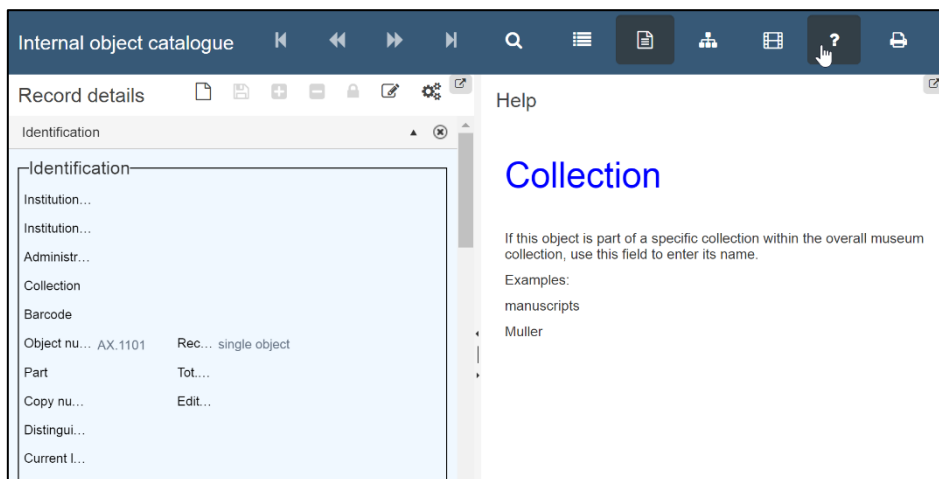 Internal object catalogue
?
Record details
Identification
Identification
Institution...
Institution...
Administr...
Collection
Barcode
Object nu... AX.1101 Rec... single object
Part Tot....
Copy nu... Edit...
Distingui...
Current l...
Help
Collection
If this object is part of a specific collection within the overall museum
collection, use this field to enter its name.
Examples:
manuscripts
Muller